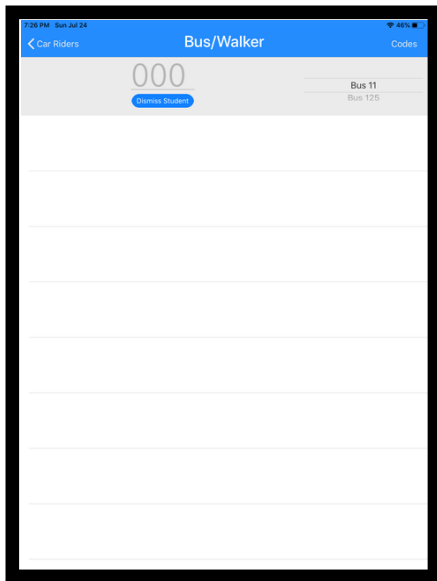 7:26 PM Sun Jul 24
46%
Car Riders
Bus/Walker
Codes
000
Dismiss Student
Bus 11
Bus 125